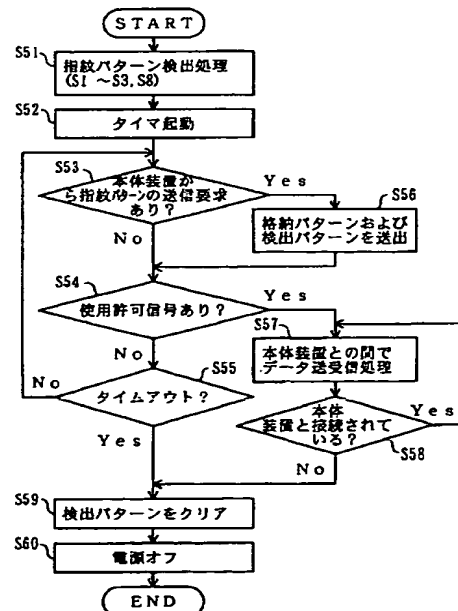 START
S51
指紋パターン検出処理
(S1 ~S3,S8)
S52
タイマ起動
S53
本体装置か
ら指紋パターンの送信要求
あり?
Yes
S56
格納パターンおよび
検出パターンを送出
No
S54
使用許可信号あり?
Yes
S57
本体装置との間で
データ送受信処理
No
S55
タイムアウト?
No
Yes
本体
装置と接続されて
いる?
Yes
S58
No
S59
検出パターンをクリア
S60
電源オフ
END